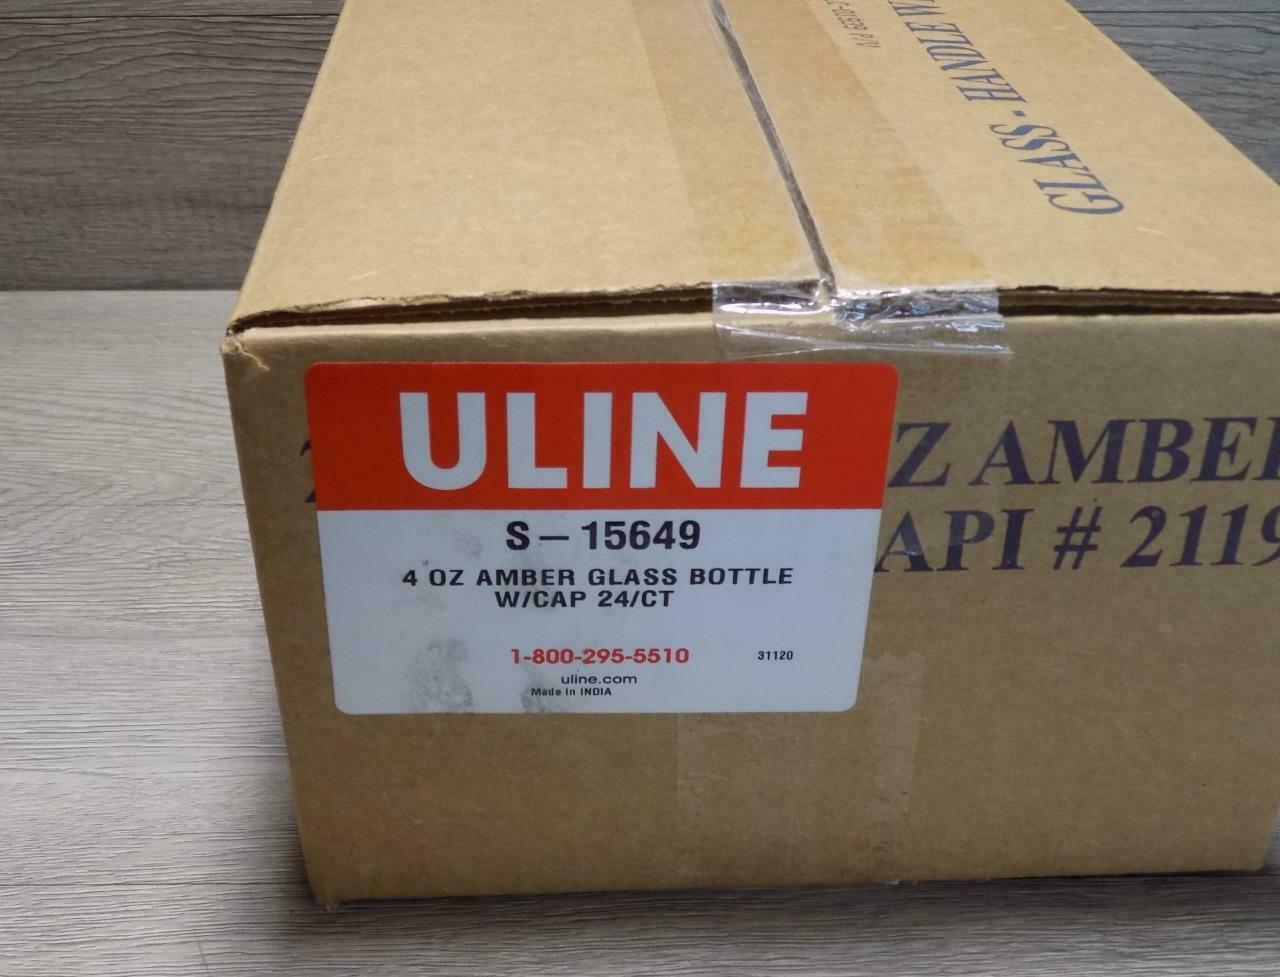 GLASS - HANDLE
ULINE
S – 15649
4 OZ AMBER GLASS BOTTLE
W/CAP 24/CT
1-800-295-5510
31120
uline.com
Made in INDIA
Z AMBER
API # 2119